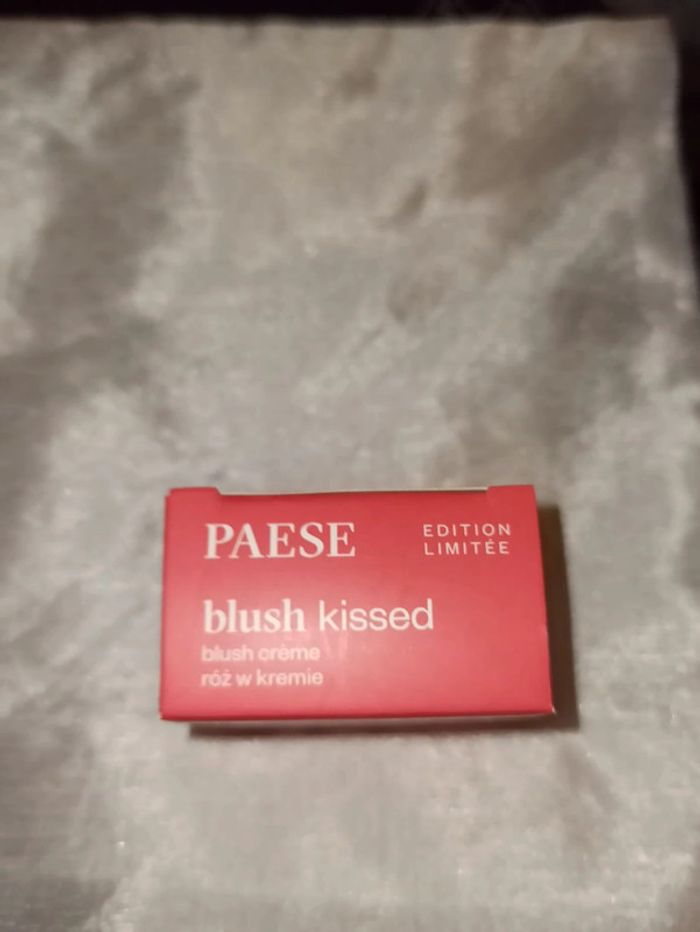 PAESE
EDITION
LIMITÉE
blush kissed
blush crème
róż w kremie